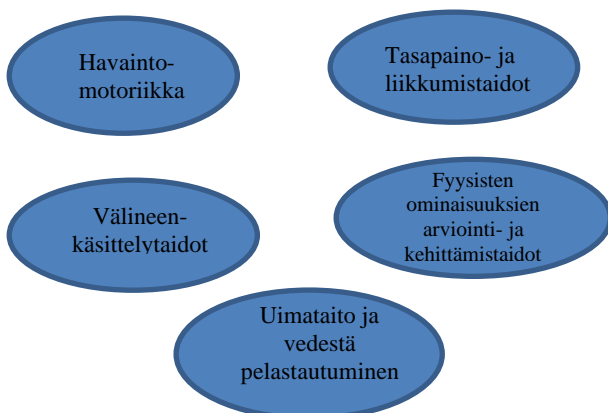 Havainto-
motoriikka
Tasapaino- ja
liikkumistaidot
Välineen-
käsittelytaidot
Fyysisten
ominaisuuksien
arviointi- ja
kehittämistaidot
Uimataito ja
vedestä
pelastautuminen